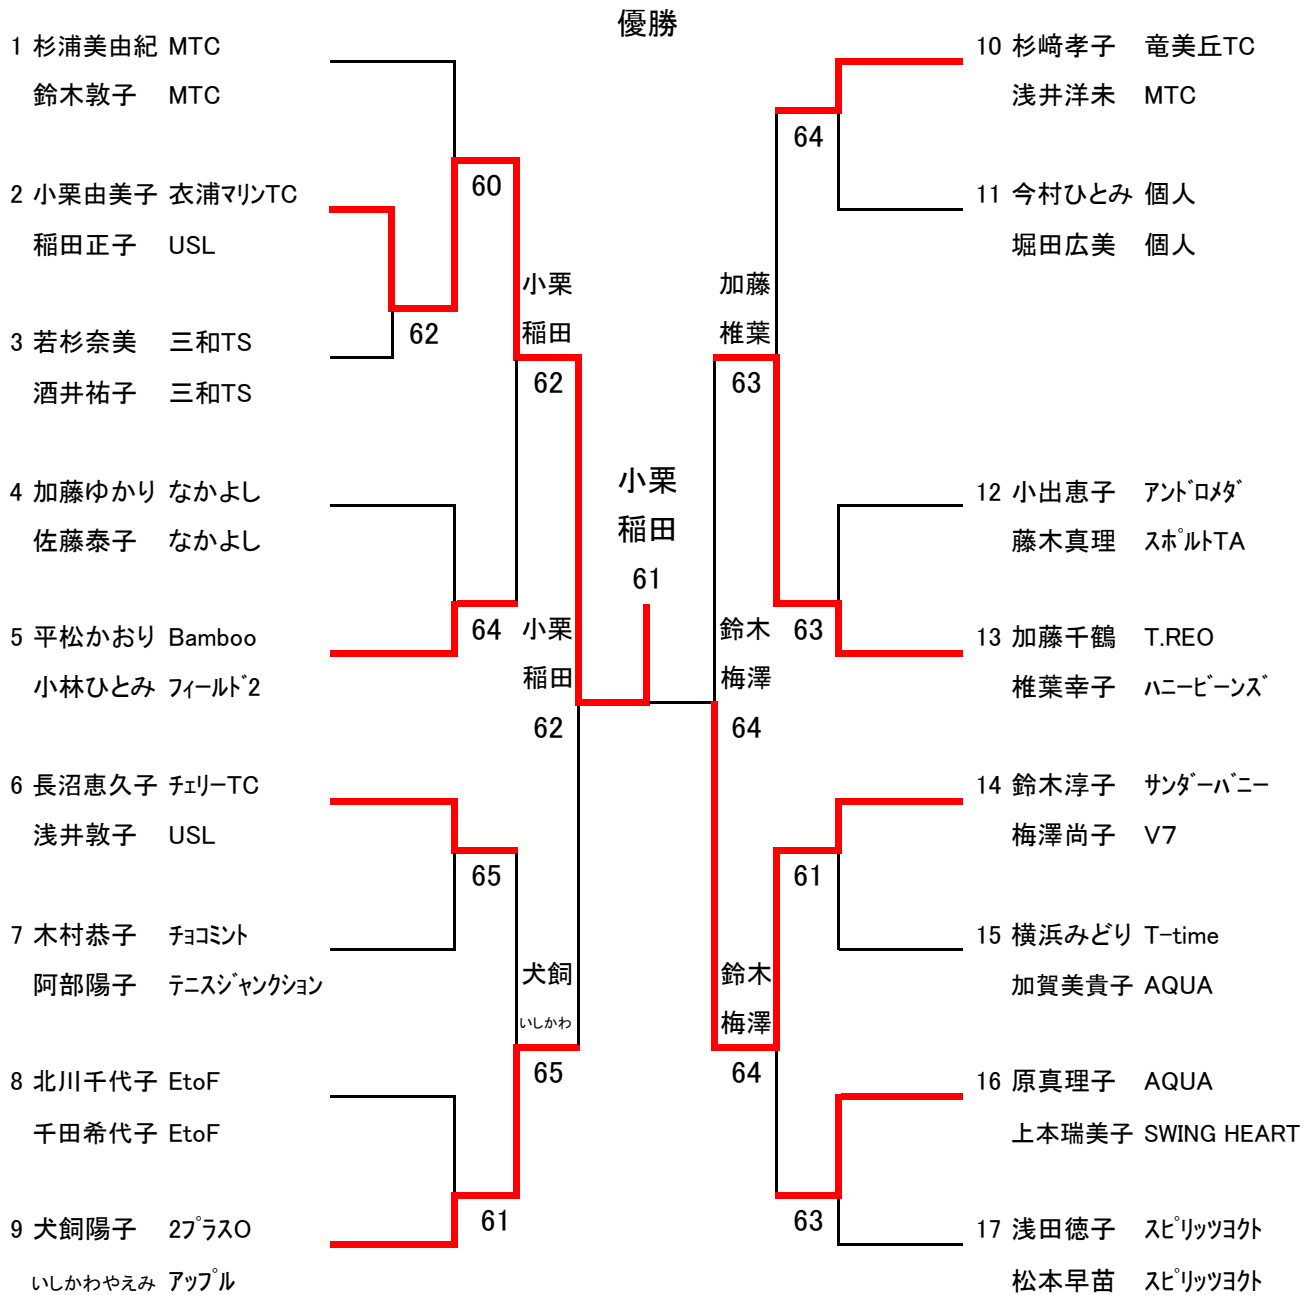 優勝
1 杉浦美由紀 MTC
鈴木敦子 MTC
2 小栗由美子 衣浦マリンTC
稲田正子 USL
3 若杉奈美 三和TS
酒井祐子 三和TS
4 加藤ゆかり なかよし
佐藤泰子 なかよし
5 平松かおり Bamboo
小林ひとみ ﾌｨｰﾙﾄﾞ2
6 長沼恵久子 ﾁｪﾘｰTC
浅井敦子 USL
7 木村恭子 ﾁｮｺﾐﾝﾄ
阿部陽子 ﾃﾆｽｼﾞｬﾝｸｼｮﾝ
8 北川千代子 EtoF
千田希代子 EtoF
9 犬飼陽子 2ﾌﾟﾗｽO
いしかわやえみ ｱｯﾌﾟﾙ
60
62
64
65
61
小栗
稲田
62
犬飼
いしかわ
65
小栗
稲田
62
小栗
稲田
61
鈴木
梅澤
64
加藤
椎葉
63
鈴木
梅澤
64
64
63
61
63
10 杉﨑孝子 竜美丘TC
浅井洋未 MTC
11 今村ひとみ 個人
堀田広美 個人
12 小出恵子 ｱﾝﾄﾞﾛﾒﾀﾞ
藤木真理 ｽﾎﾟﾙﾄTA
13 加藤千鶴 T.REO
椎葉幸子 ﾊﾆｰﾋﾞｰﾝｽﾞ
14 鈴木淳子 ｻﾝﾀﾞｰﾊﾞﾆｰ
梅澤尚子 V7
15 横浜みどり T-time
加賀美貴子 AQUA
16 原真理子 AQUA
上本瑞美子 SWING HEART
17 浅田徳子 ｽﾋﾟﾘｯﾂﾖｸﾄ
松本早苗 ｽﾋﾟﾘｯﾂﾖｸﾄ